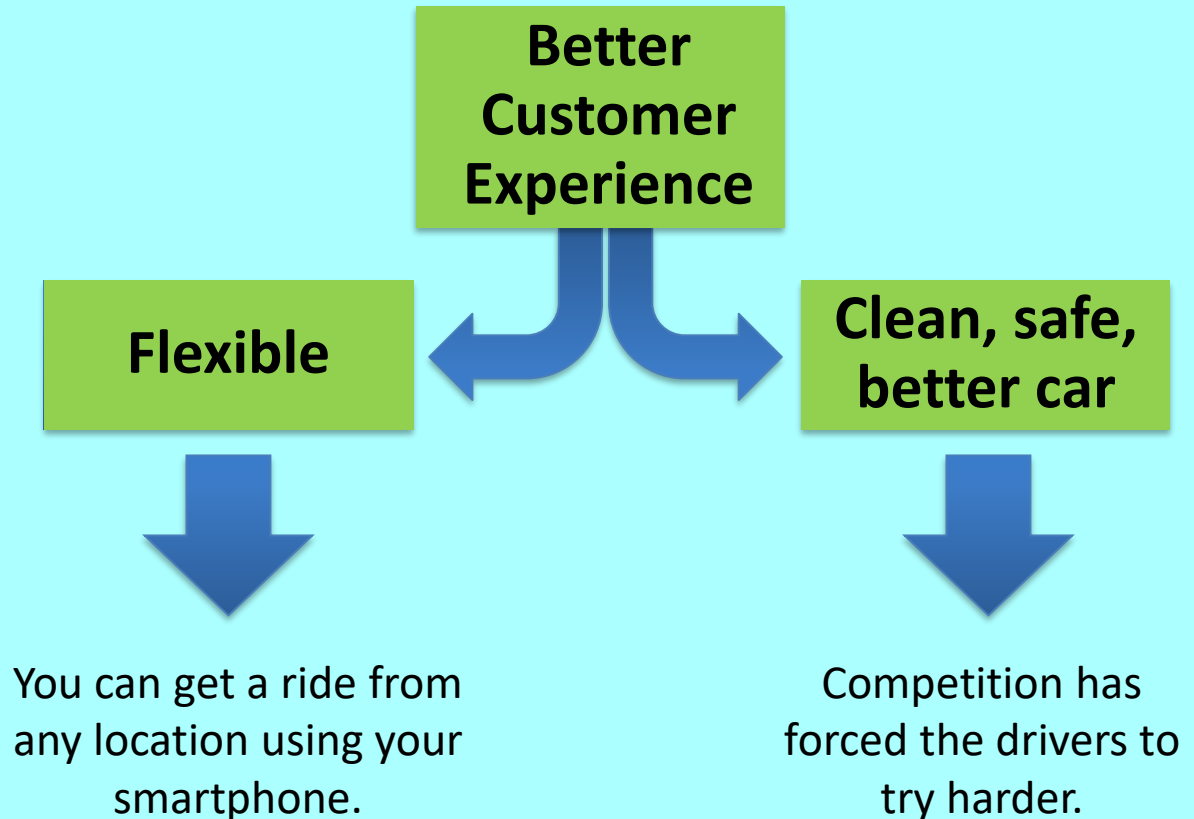 Better
Customer
Experience
Flexible
Clean, safe,
better car
You can get a ride from
any location using your
smartphone.
Competition has
forced the drivers to
try harder.